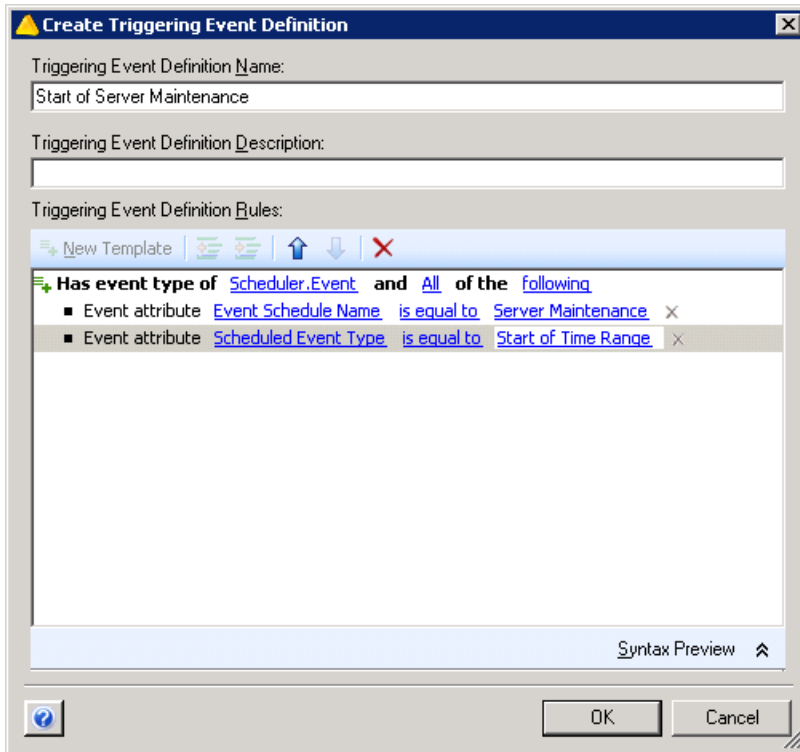 Create Triggering Event Definition
Triggering Event Definition Name:
Start of Server Maintenance
Triggering Event Definition Description:
Triggering Event Definition Rules:
New Template
Has event type of Scheduler.Event and All of the following
Event attribute Event Schedule Name is equal to Server Maintenance
Event attribute Scheduled Event Type is equal to Start of Time Range
Syntax Preview
OK Cancel